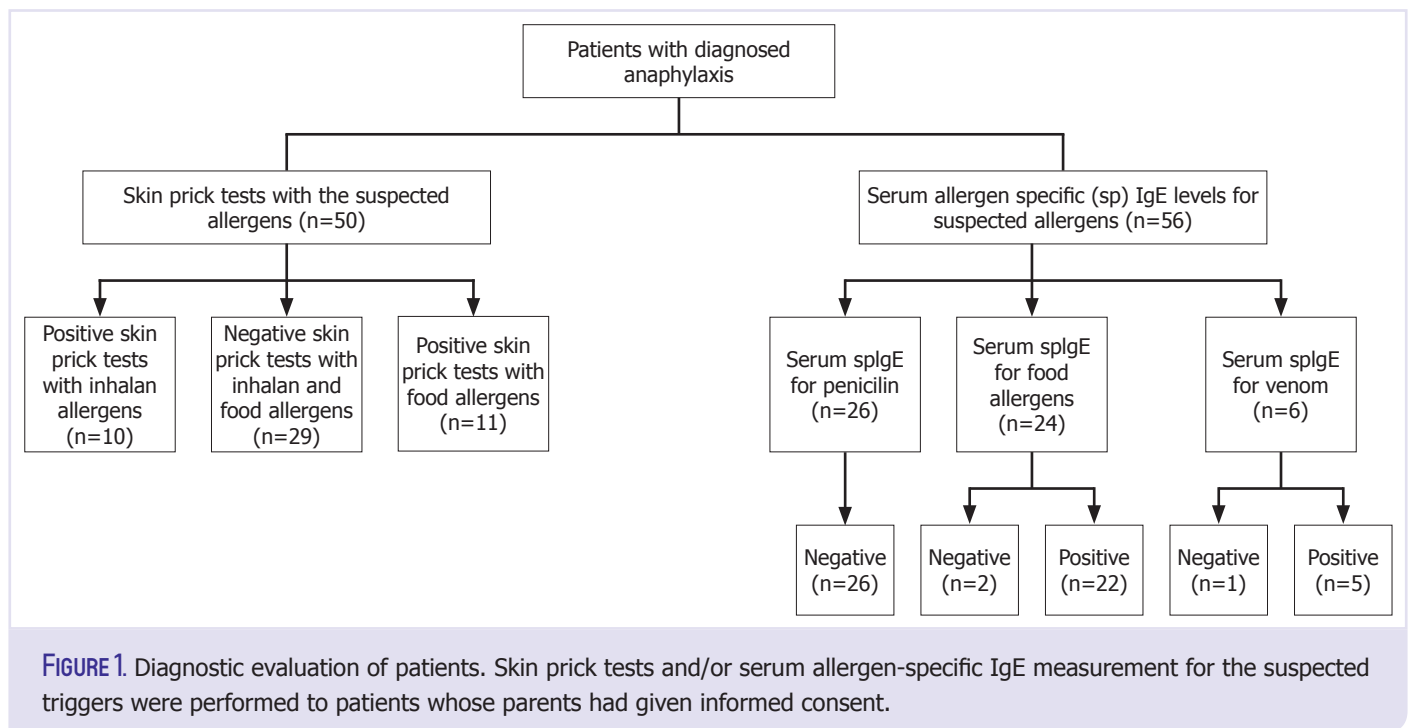 Patients with diagnosed
anaphylaxis
Skin prick tests with the suspected
allergens (n=50)
Serum allergen specific (sp) IgE levels for
suspected allergens (n=56)
Positive skin
prick tests
with inhalan
allergens
(n=10)
Negative skin
prick tests with
inhalan and
food allergens
(n=29)
Positive skin
prick tests with
food allergens
(n=11)
Serum spIgE
for penicilin
(n=26)
Serum spIgE
for food
allergens
(n=24)
Serum spIgE
for venom
(n=6)
Negative
(n=26)
Negative
(n=2)
Positive
(n=22)
Negative
(n=1)
Positive
(n=5)
FIGURE 1. Diagnostic evaluation of patients. Skin prick tests and/or serum allergen-specific IgE measurement for the suspected
triggers were performed to patients whose parents had given informed consent.